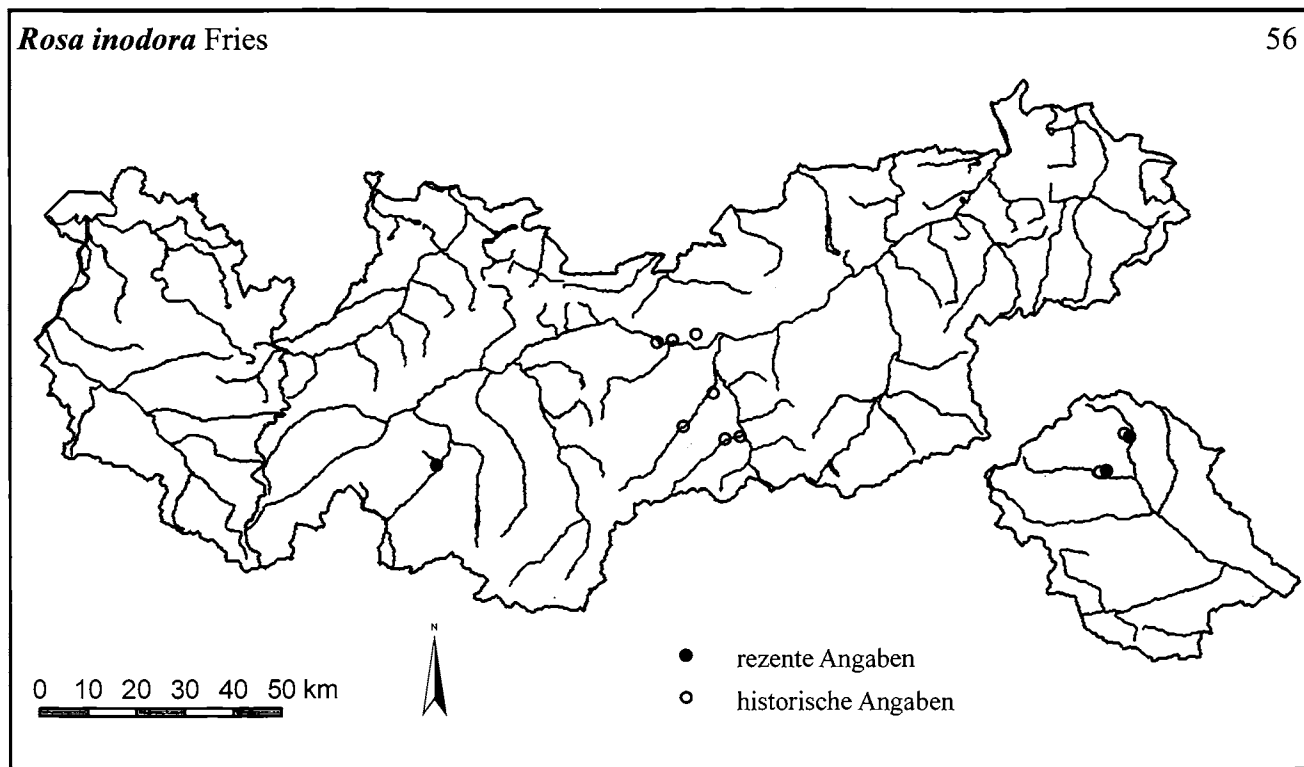 Rosa inodora Fries 56
N
rezente Angaben
historische Angaben
0 10 20 30 40 50 km